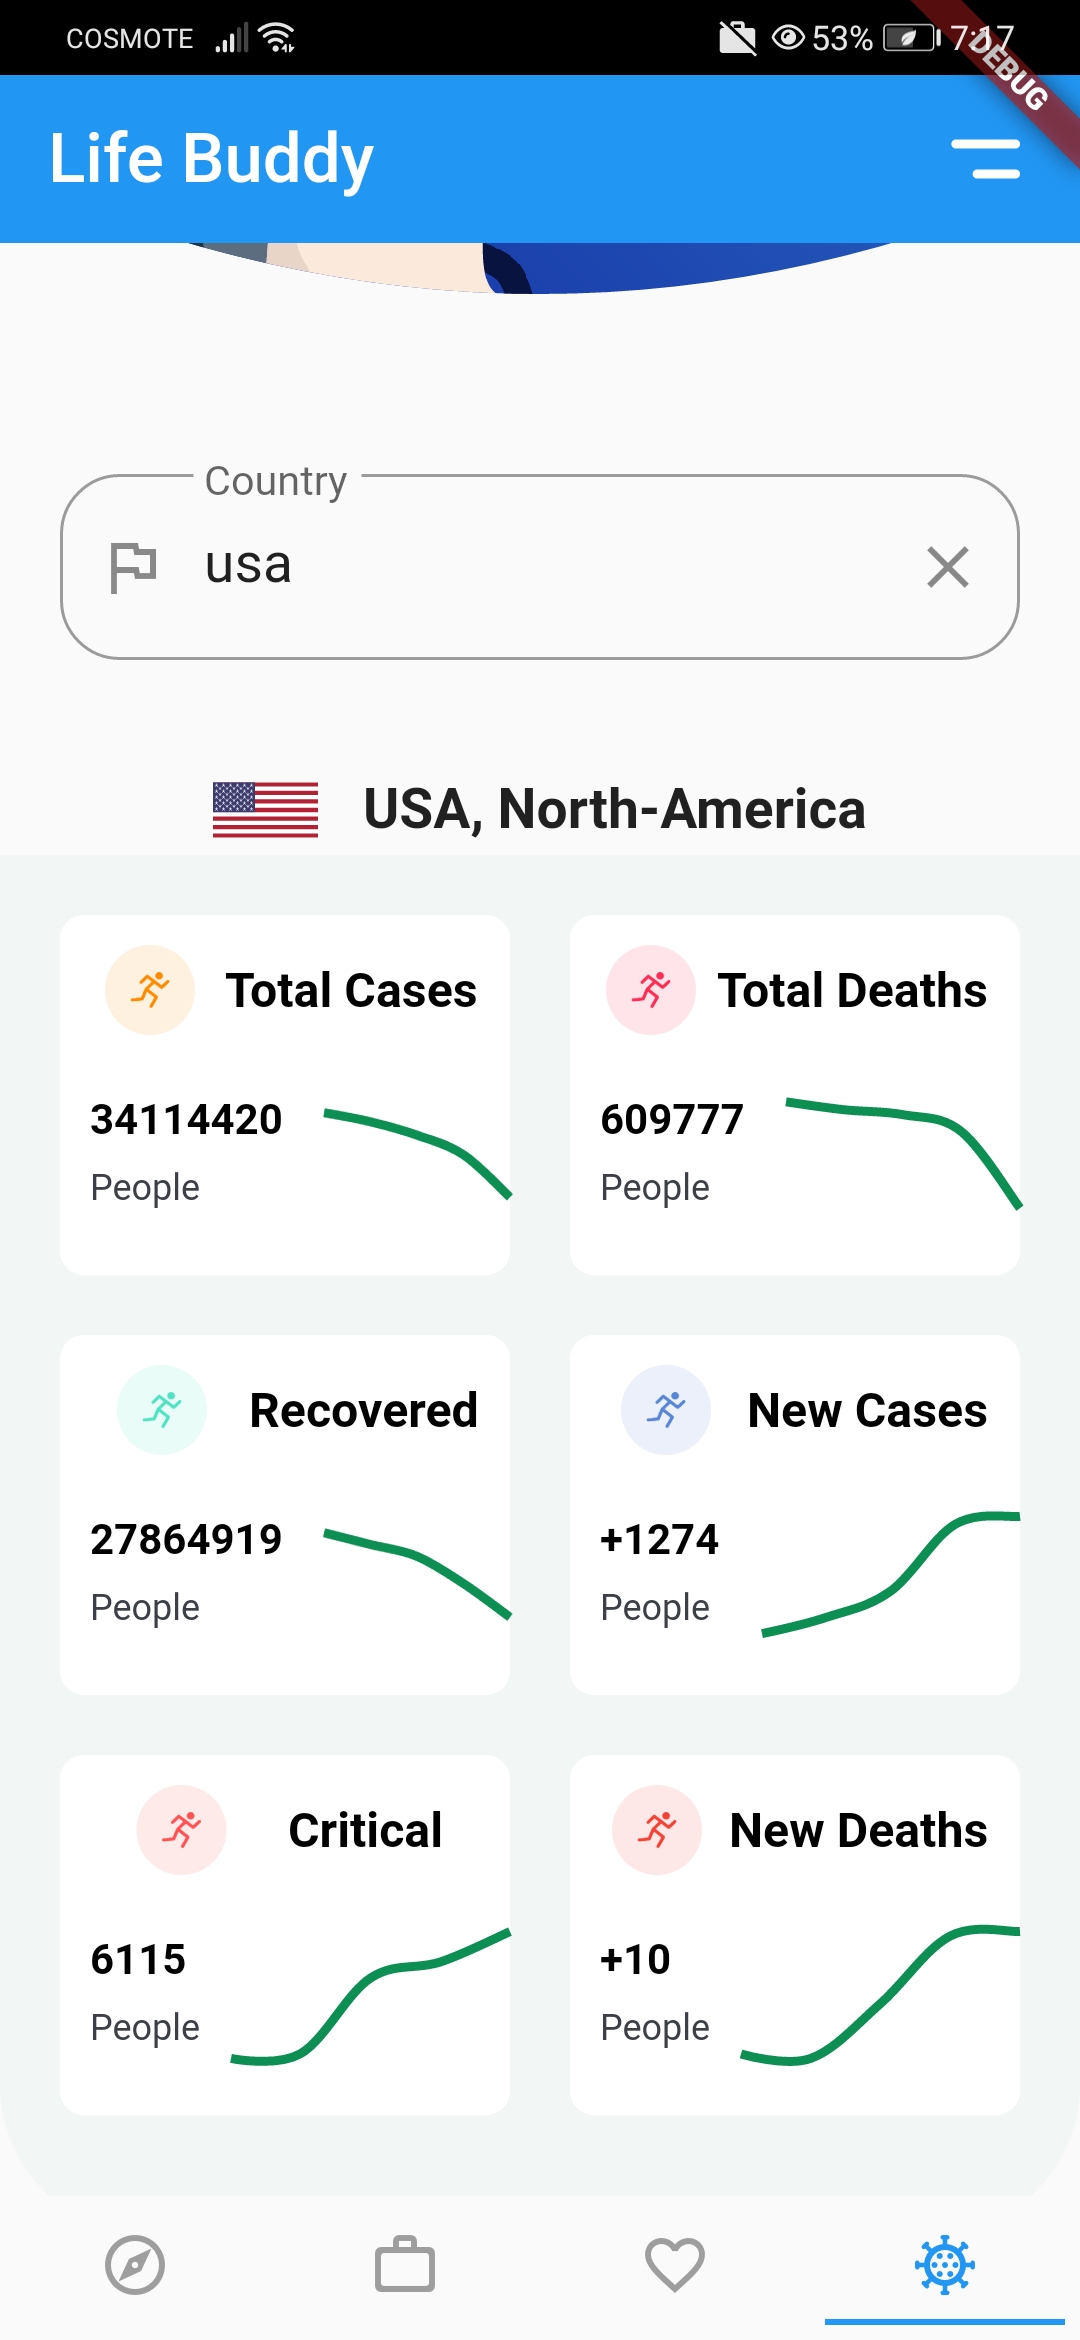 COSMOTE 53% 7:17
DEBUG
Life Buddy
Country
usa
USA, North-America
Total Cases
34114420
People
Total Deaths
609777
People
Recovered
27864919
People
New Cases
+1274
People
Critical
6115
People
New Deaths
+10
People